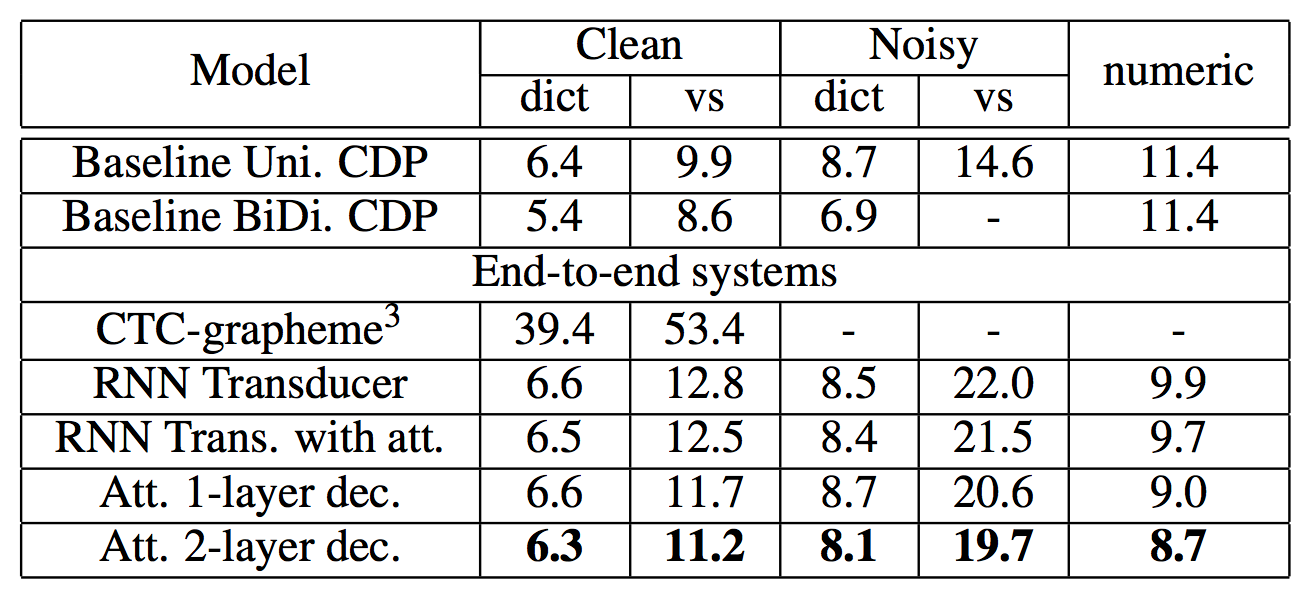 Model Clean Noisy numeric
dict vs dict vs
Baseline Uni. CDP 6.4 9.9 8.7 14.6 11.4
Baseline BiDi. CDP 5.4 8.6 6.9 - 11.4
End-to-end systems
CTC-grapheme3 39.4 53.4 - - -
RNN Transducer 6.6 12.8 8.5 22.0 9.9
RNN Trans. with att. 6.5 12.5 8.4 21.5 9.7
Att. 1-layer dec. 6.6 11.7 8.7 20.6 9.0
Att. 2-layer dec. 6.3 11.2 8.1 19.7 8.7